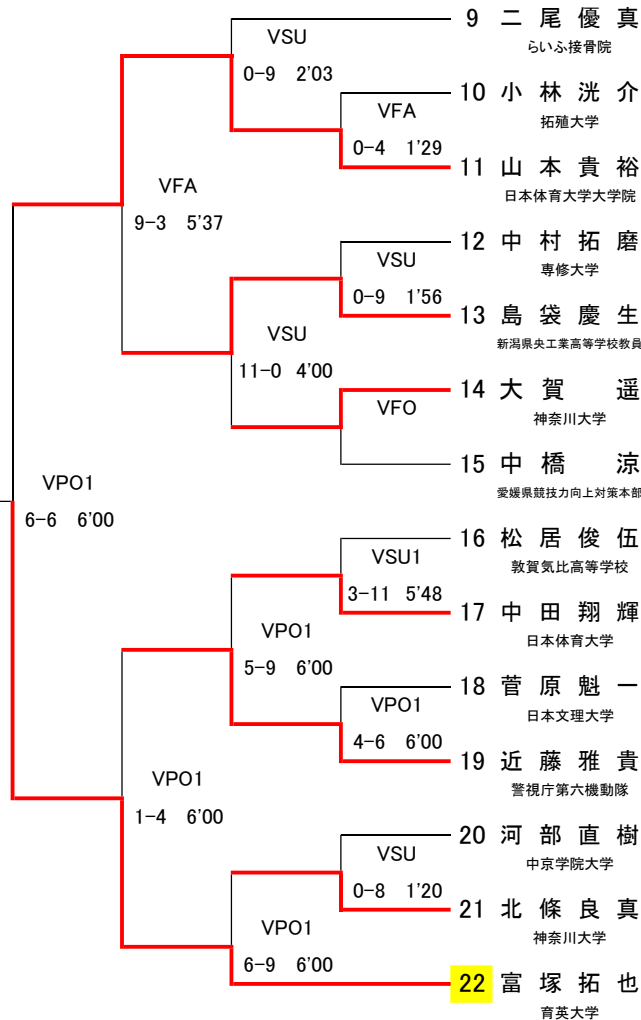 9 二尾優真
らいふ接骨院
VSU
0-9 2'03
10 小林洸介
拓殖大学
VFA
0-4 1'29
11 山本貴裕
日本体育大学大学院
VFA
9-3 5'37
12 中村拓磨
専修大学
VSU
0-9 1'56
13 島袋慶生
新潟県央工業高等学校教員
VSU
11-0 4'00
14 大賀遥
神奈川大学
VFO
15 中橋涼
愛媛県競技力向上対策本部
VPO1
6-6 6'00
16 松居俊伍
敦賀気比高等学校
VSU1
3-11 5'48
17 中田翔輝
日本体育大学
VPO1
5-9 6'00
18 菅原魁一
日本文理大学
VPO1
4-6 6'00
19 近藤雅貴
警視庁第六機動隊
VPO1
1-4 6'00
20 河部直樹
中京学院大学
VSU
0-8 1'20
21 北條良真
神奈川大学
VPO1
6-9 6'00
22 富塚拓也
育英大学